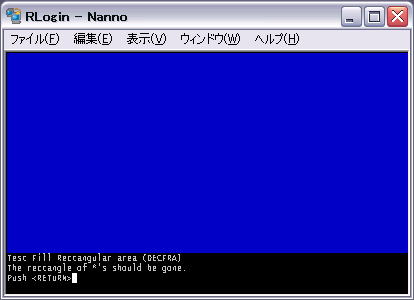 RLogin - Nanno
ファイル(F) 編集(E) 表示(V) ウィンドウ(W) ヘルプ(H)
Test Fill Rectangular area (DECFRA)
The rectangle of *'s should be gone.
Push <RETURN>